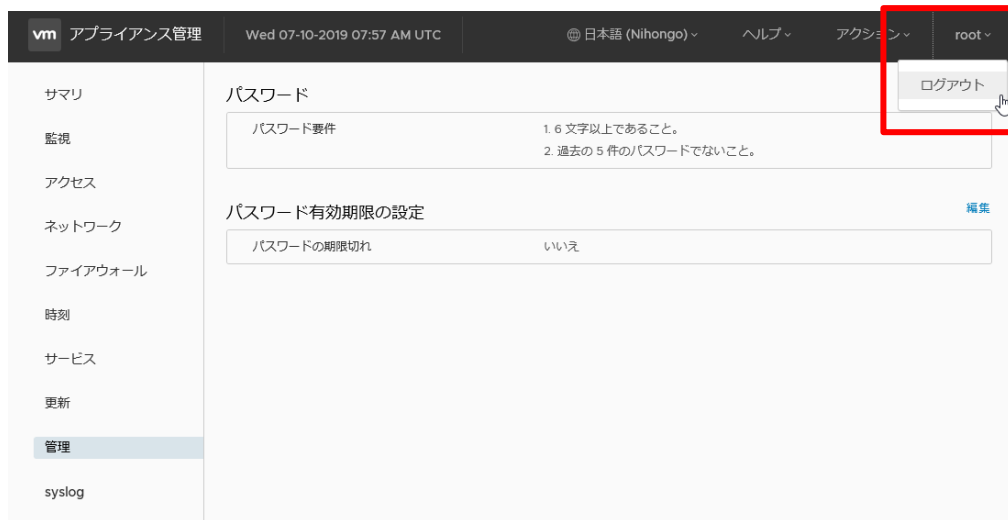 vm アプライアンス管理 Wed 07-10-2019 07:57 AM UTC 日本語 (Nihongo) ヘルプ アクション root
ログアウト
サマリ
監視
アクセス
ネットワーク
ファイアウォール
時刻
サービス
更新
管理
syslog
パスワード
パスワード要件 1. 6 文字以上であること。
2. 過去の 5 件のパスワードでないこと。
パスワード有効期限の設定 編集
パスワードの期限切れ いいえ